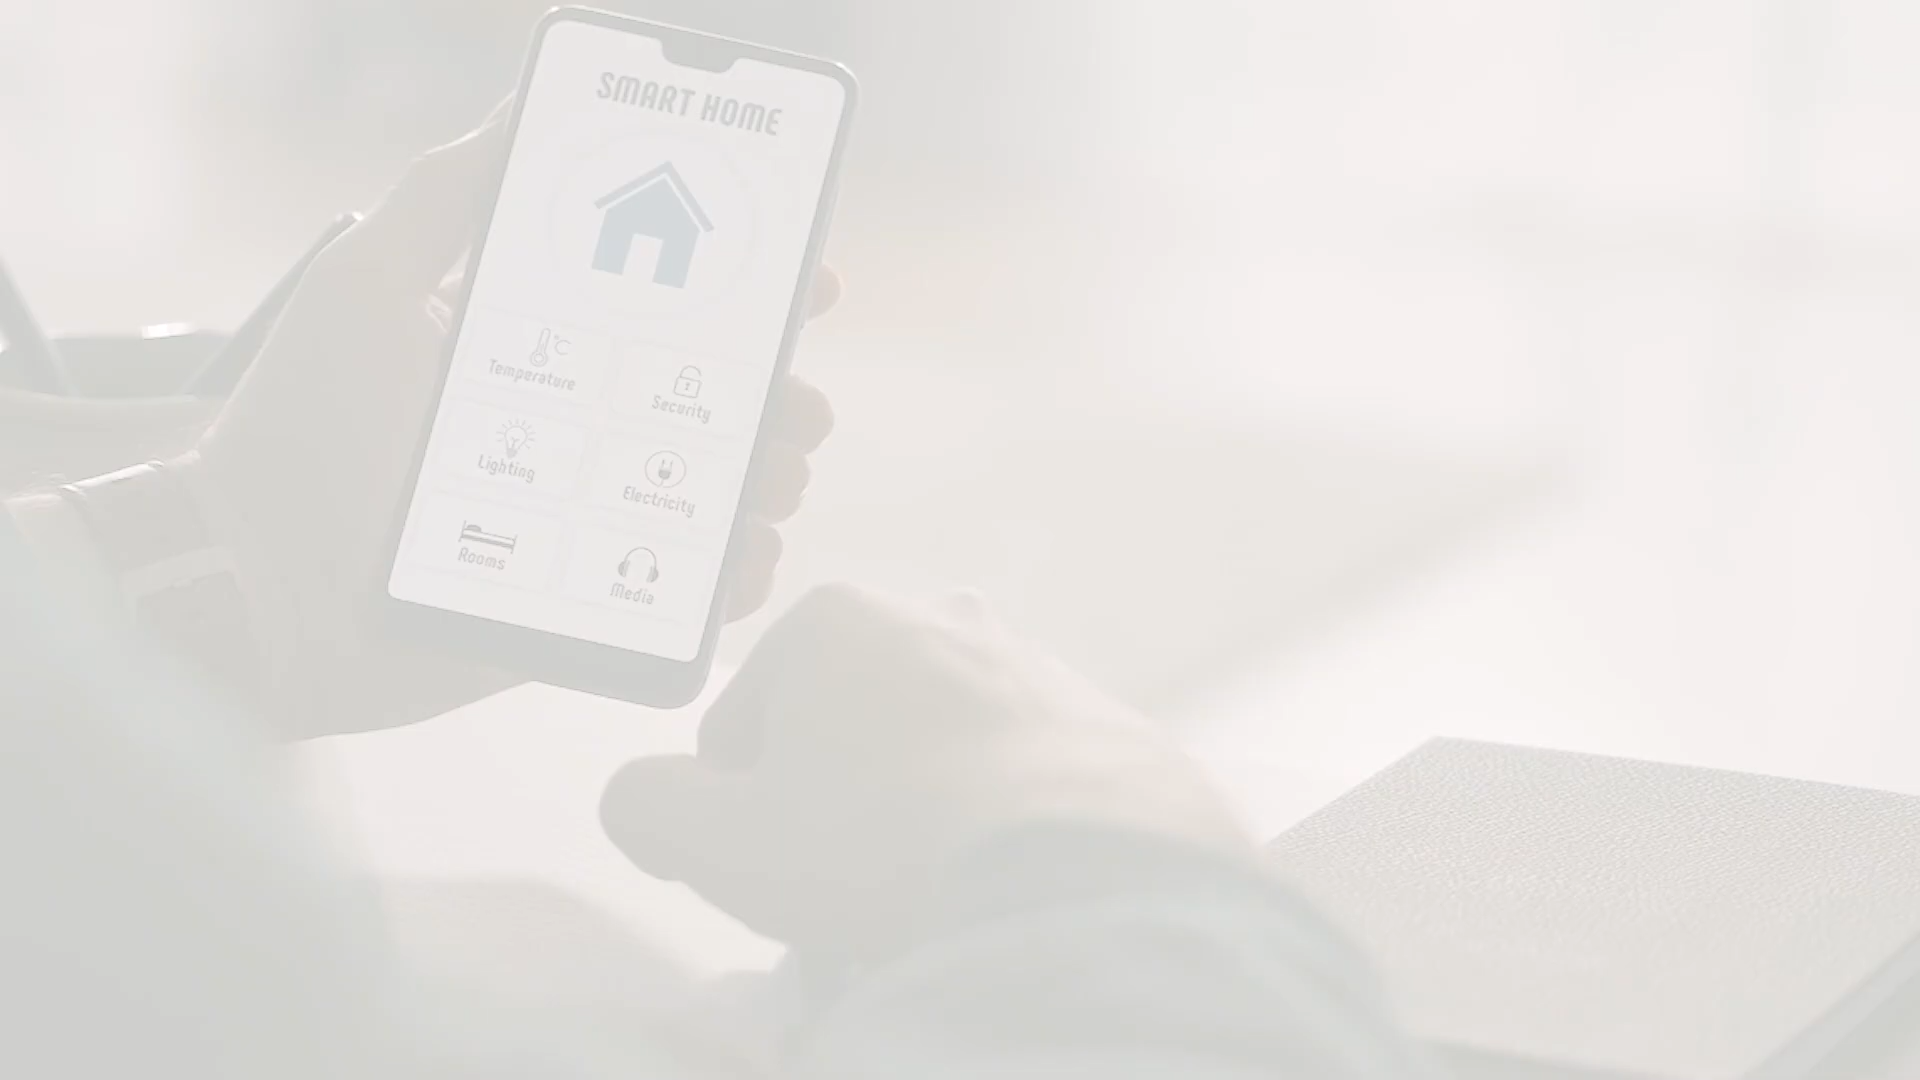 SMART HOME
°C
Temperature
Security
Lighting
Electricity
Rooms
Media